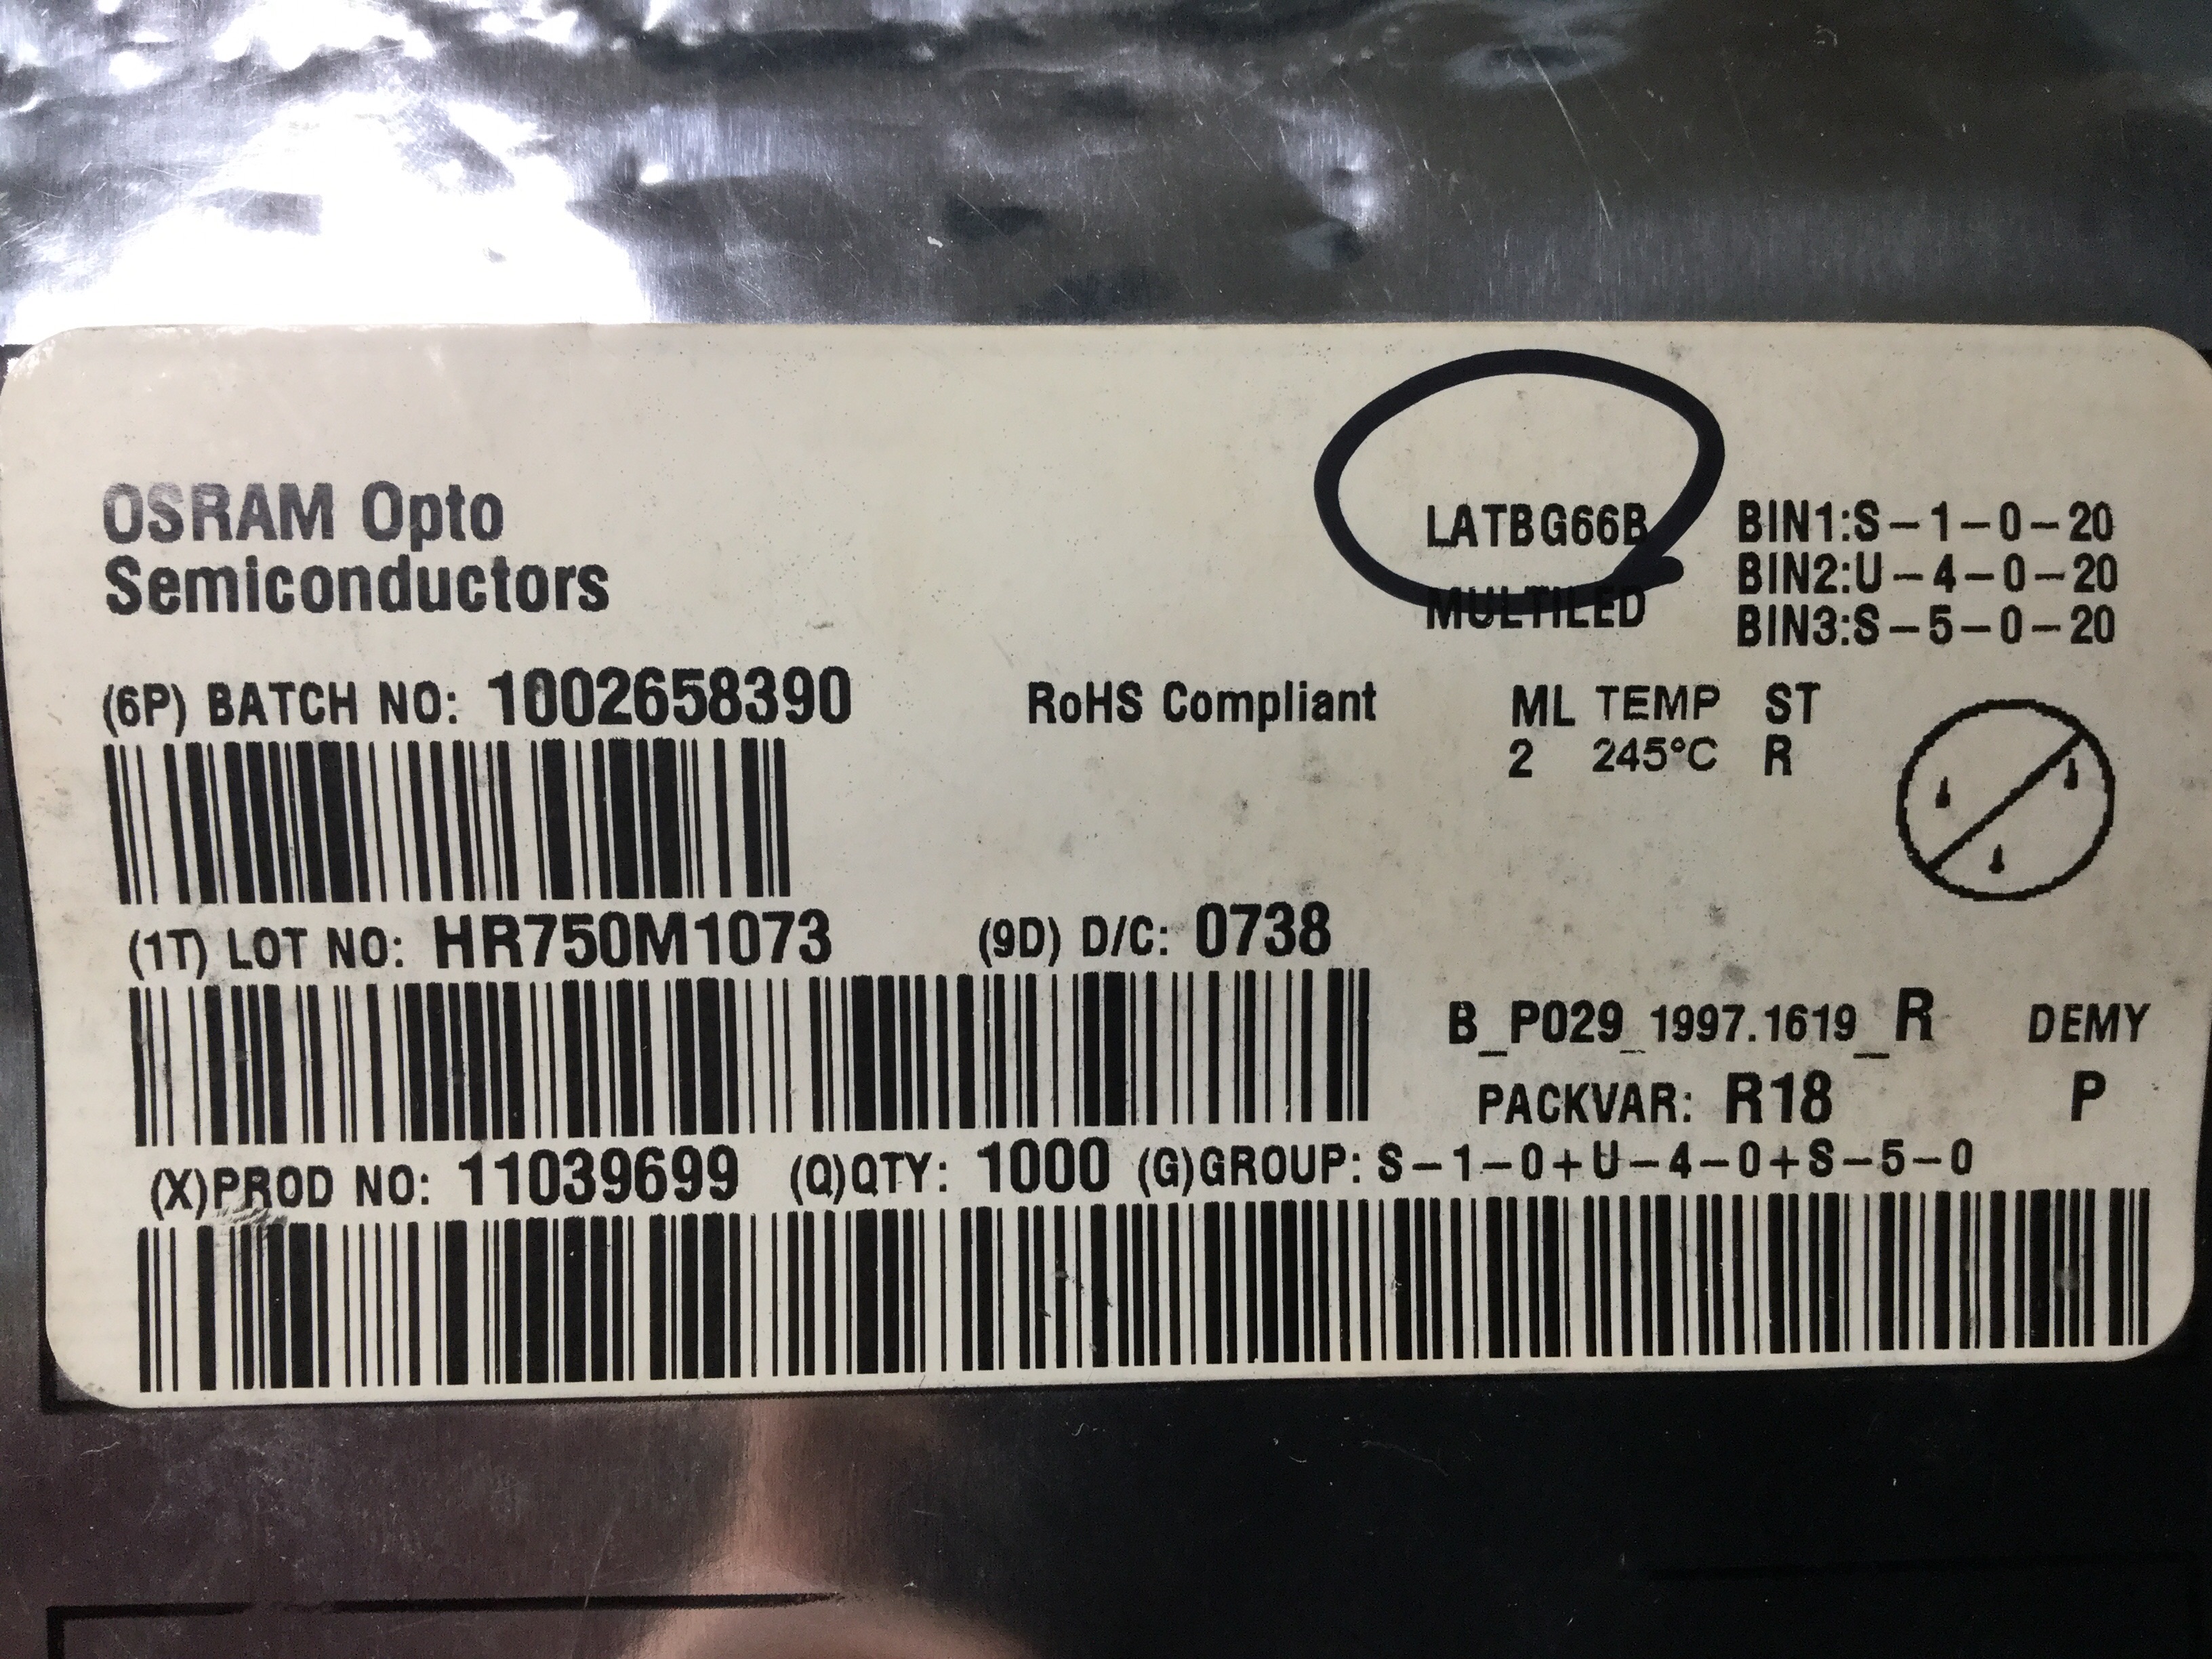 OSRAM Opto
Semiconductors
LATBG66B
MULTILED
BIN1:S-1-0-20
BIN2:U-4-0-20
BIN3:S-5-0-20
(6P) BATCH NO: 1002658390
RoHS Compliant
ML TEMP ST
2 245°C R
(1T) LOT NO: HR750M1073 (9D) D/C: 0738
B_P029_1997.1619_R DEMY
PACKVAR: R18 P
(X)PROD NO: 11039699 (Q)QTY: 1000 (G)GROUP: S-1-0+U-4-0+S-5-0